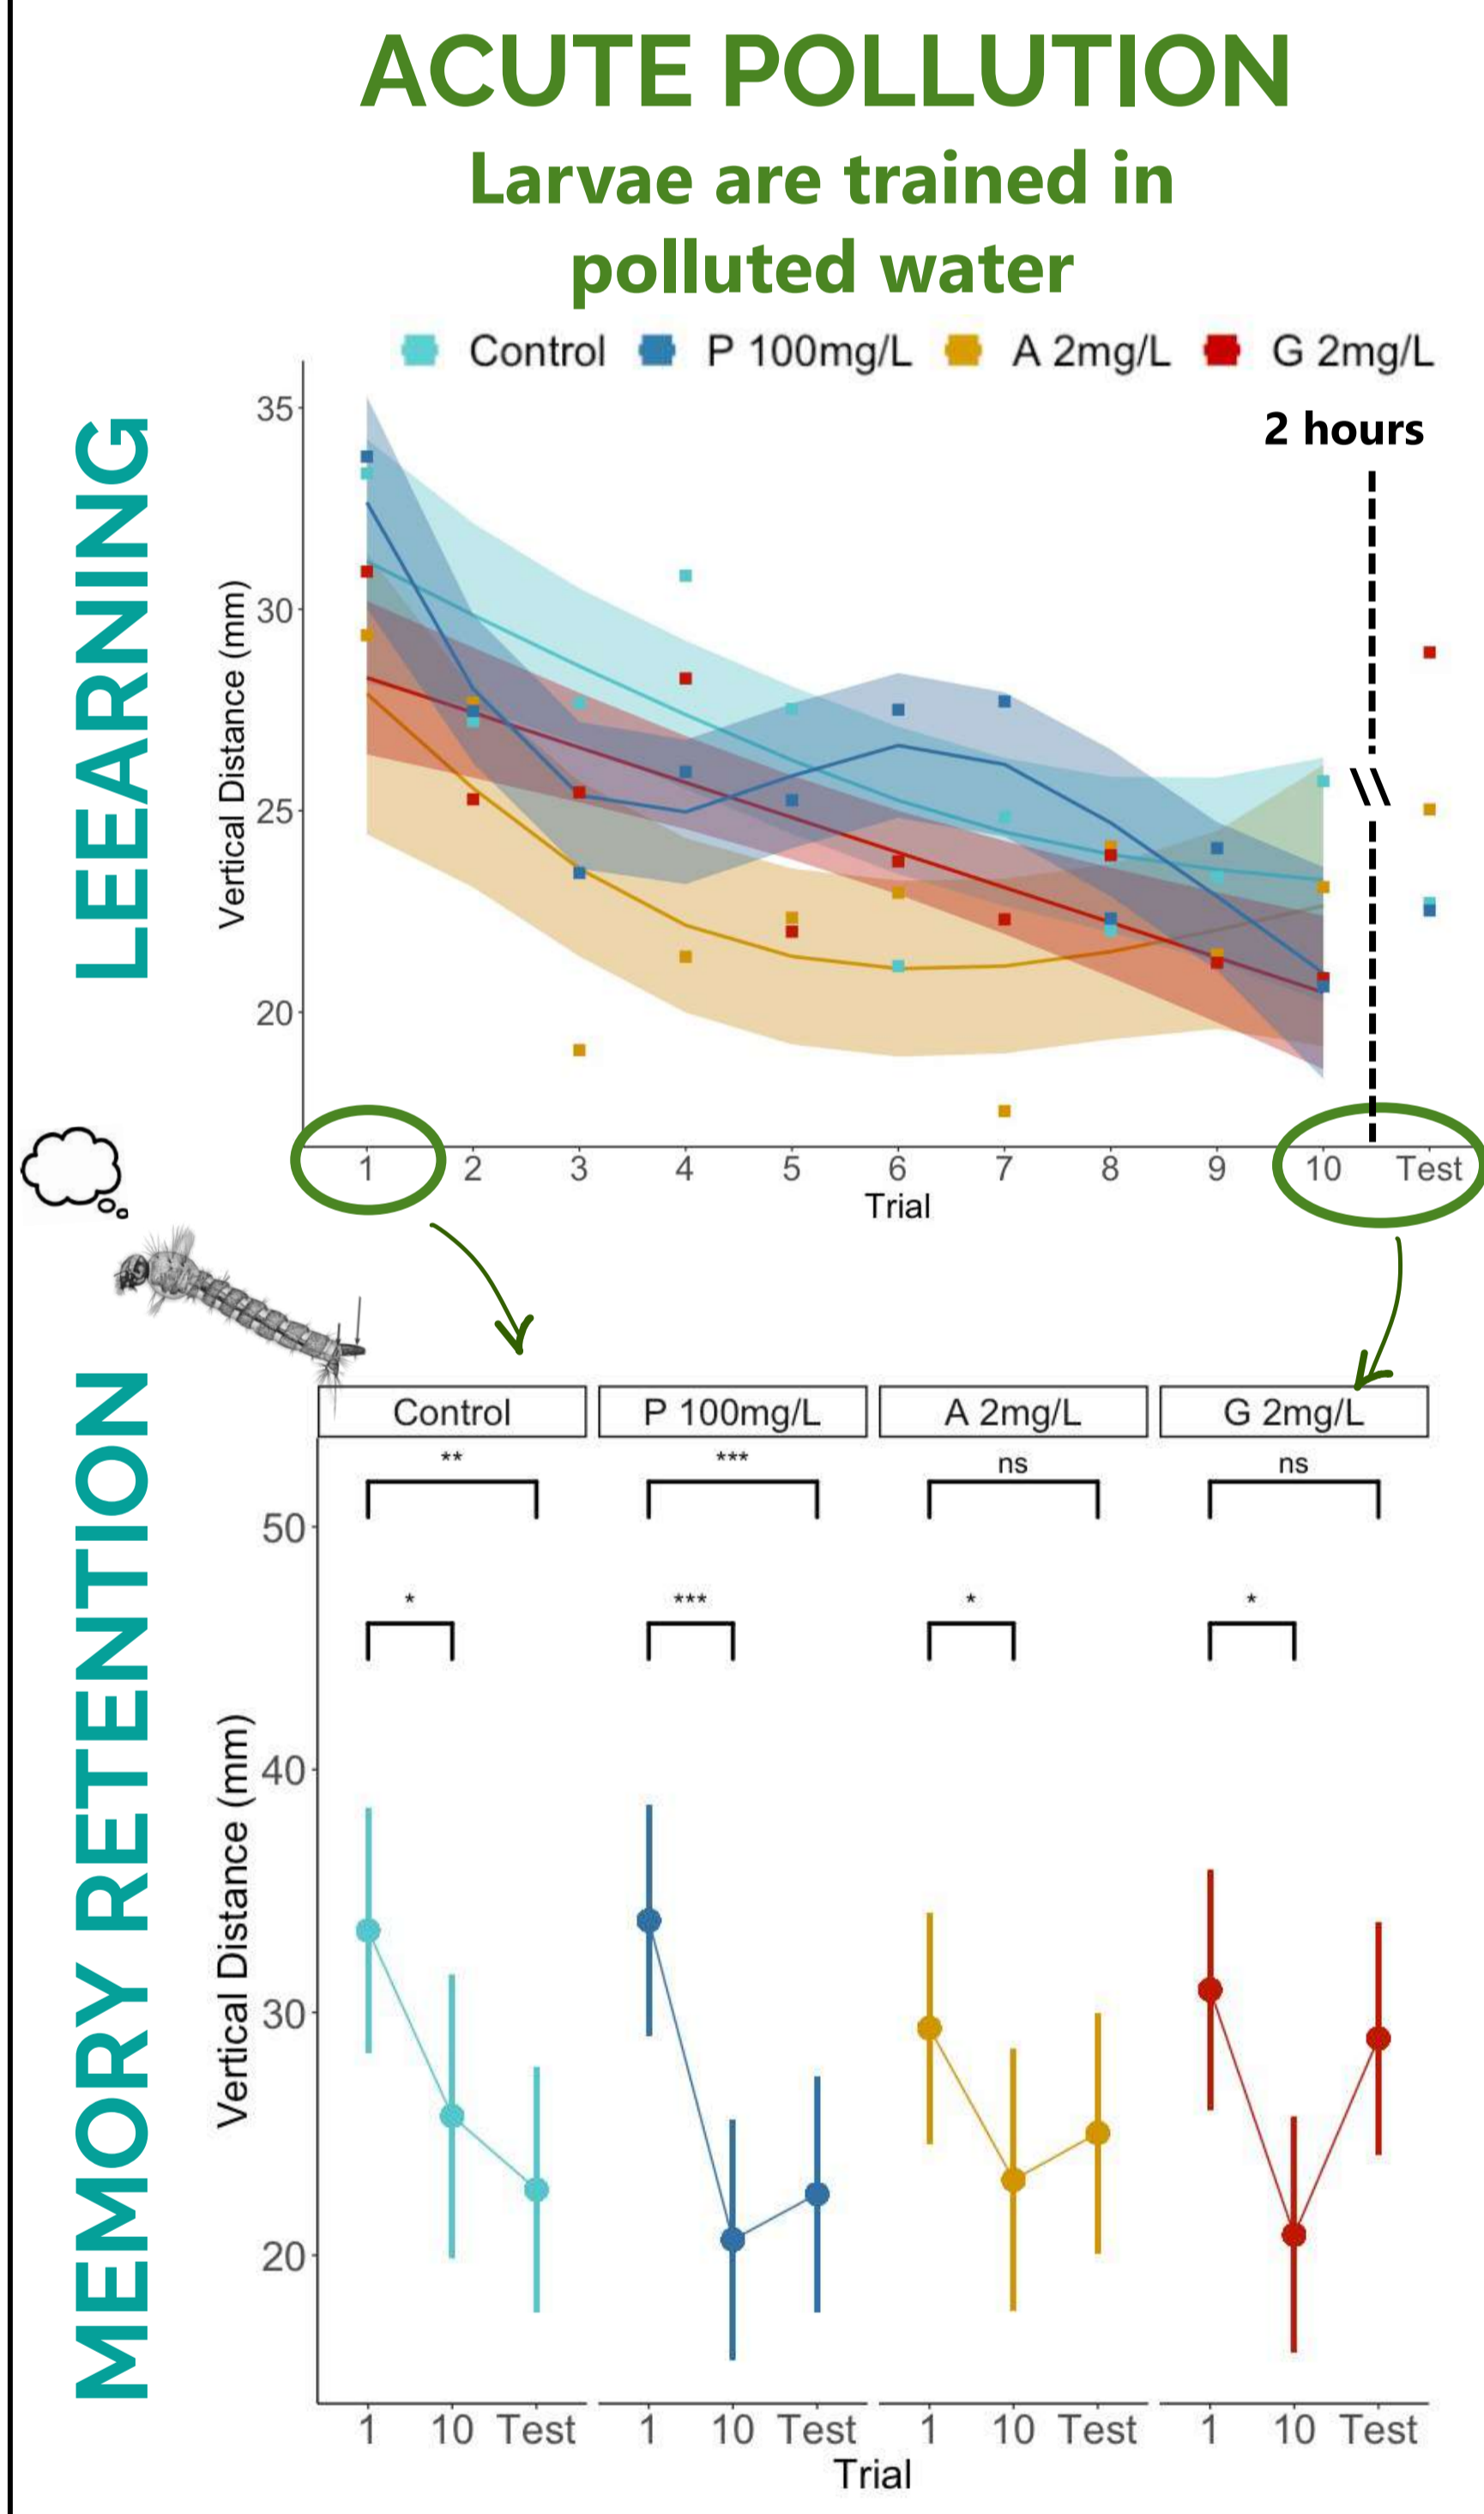 ACUTE POLLUTION
Larvae are trained in
polluted water
Control P 100mg/L A 2mg/L G 2mg/L
2 hours
LEARNING
Vertical Distance (mm)
35
30
25
20
1 2 3 4 5 6 7 8 9 10 Test
Trial
MEMORY RETENTION
Control P 100mg/L A 2mg/L G 2mg/L
** *** ns ns
* *** * *
Vertical Distance (mm)
50
40
30
20
1 10 Test 1 10 Test 1 10 Test 1 10 Test
Trial